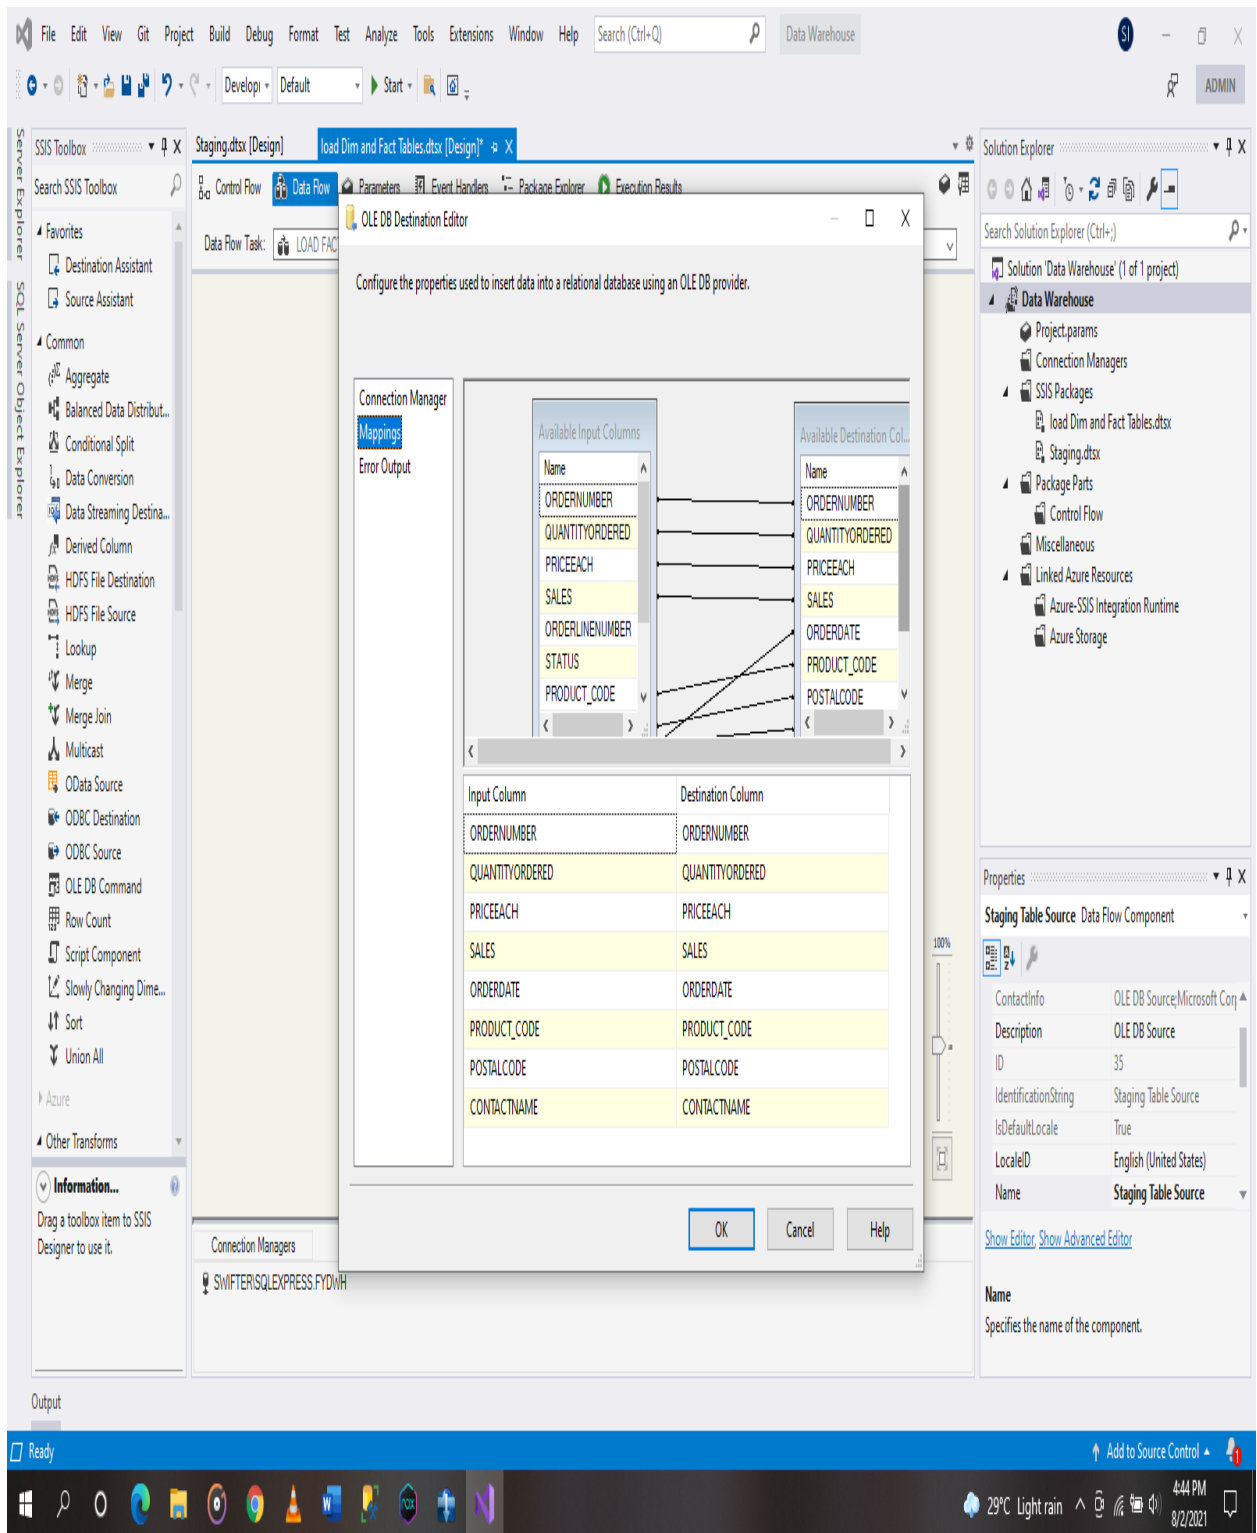 File Edit View Git Project Build Debug Format Test Analyze Tools Extensions Window Help Search (Ctrl+Q) Data Warehouse SI
Developi Default Start ADMIN
Server Explorer
SQL Server Object Explorer
SSIS Toolbox
Search SSIS Toolbox
Favorites
Destination Assistant
Source Assistant
Common
Aggregate
Balanced Data Distribut...
Conditional Split
Data Conversion
Data Streaming Destina...
Derived Column
HDFS File Destination
HDFS File Source
Lookup
Merge
Merge Join
Multicast
OData Source
ODBC Destination
ODBC Source
OLE DB Command
Row Count
Script Component
Slowly Changing Dime...
Sort
Union All
Azure
Other Transforms
Information...
Drag a toolbox item to SSIS
Designer to use it.
Staging.dtsx [Design] load Dim and Fact Tables.dtsx [Design]*
Control Flow Data Flow Parameters Event Handlers Package Explorer Execution Results
Data Flow Task: LOAD FAC
OLE DB Destination Editor
Configure the properties used to insert data into a relational database using an OLE DB provider.
Connection Manager
Mappings
Error Output
Available Input Columns
Name
ORDERNUMBER
QUANTITYORDERED
PRICEEACH
SALES
ORDERLINENUMBER
STATUS
PRODUCT_CODE
Available Destination Col...
Name
ORDERNUMBER
QUANTITYORDERED
PRICEEACH
SALES
ORDERDATE
PRODUCT_CODE
POSTALCODE
Input Column Destination Column
ORDERNUMBER ORDERNUMBER
QUANTITYORDERED QUANTITYORDERED
PRICEEACH PRICEEACH
SALES SALES
ORDERDATE ORDERDATE
PRODUCT_CODE PRODUCT_CODE
POSTALCODE POSTALCODE
CONTACTNAME CONTACTNAME
OK Cancel Help
100%
Connection Managers
SWIFTER\SQLEXPRESS.FYDWH
Solution Explorer
Search Solution Explorer (Ctrl+;)
Solution 'Data Warehouse' (1 of 1 project)
Data Warehouse
Project.params
Connection Managers
SSIS Packages
load Dim and Fact Tables.dtsx
Staging.dtsx
Package Parts
Control Flow
Miscellaneous
Linked Azure Resources
Azure-SSIS Integration Runtime
Azure Storage
Properties
Staging Table Source Data Flow Component
ContactInfo OLE DB Source;Microsoft Corp
Description OLE DB Source
ID 35
IdentificationString Staging Table Source
IsDefaultLocale True
LocaleID English (United States)
Name Staging Table Source
Show Editor, Show Advanced Editor
Name
Specifies the name of the component.
Output
Ready Add to Source Control 1
29°C Light rain 4:44 PM
8/2/2021